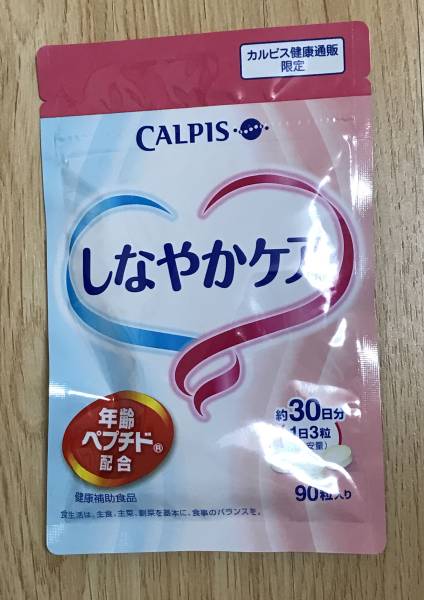 カルピス健康通販
限定
CALPIS
しなやかケア
年齢
ペプチド®
配合
約30日分
1日3粒
安量)
90粒入り
健康補助食品
食生活は、主食、主菜、副菜を基本に、食事のバランスを。